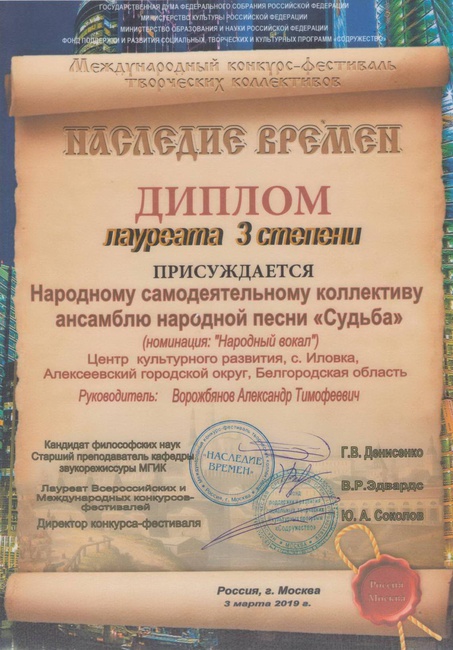 ГОСУДАРСТВЕННАЯ ДУМА ФЕДЕРАЛЬНОГО СОБРАНИЯ РОССИЙСКОЙ ФЕДЕРАЦИИ
МИНИСТЕРСТВО КУЛЬТУРЫ РОССИЙСКОЙ ФЕДЕРАЦИИ
МИНИСТЕРСТВО ОБРАЗОВАНИЯ И НАУКИ РОССИЙСКОЙ ФЕДЕРАЦИИ
ФОНД ПОДДЕРЖКИ И РАЗВИТИЯ СОЦИАЛЬНЫХ, ТВОРЧЕСКИХ И КУЛЬТУРНЫХ ПРОГРАММ «СОДРУЖЕСТВО»
Международный конкурс-фестиваль
творческих коллективов
НАСЛЕДИЕ ВРЕМЕН
ДИПЛОМ
лауреата 3 степени
ПРИСУЖДАЕТСЯ
Народному самодеятельному коллективу
ансамблю народной песни «Судьба»
(номинация: "Народный вокал")
Центр культурного развития, с. Иловка,
Алексеевский городской округ, Белгородская область
Руководитель: Ворожбянов Александр Тимофеевич
Кандидат философских наук
Старший преподаватель кафедры
звукорежиссуры МГИК
Г.В. Денисенко
Лауреат Всероссийских и
Международных конкурсов-
фестивалей
В.Р.Эдвардс
Директор конкурса-фестиваля
Ю. А. Соколов
«НАСЛЕДИЕ
ВРЕМЕН»
Россия, г. Москва
3 марта 2019 г.
Россия
Москва